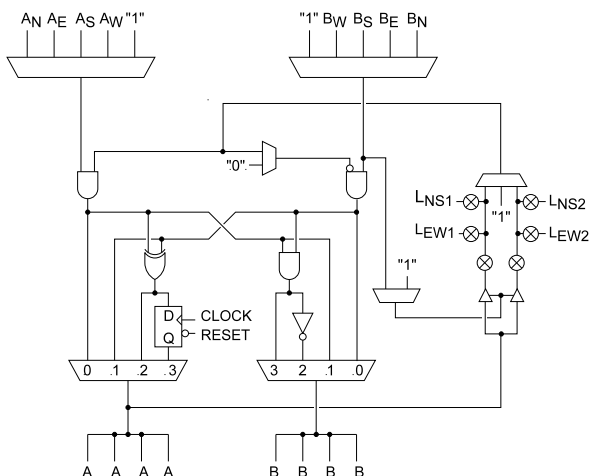 AN AE AS AW "1"
"1" BW BS BE BN
"0"
LNS1
"1"
LNS2
LEW1
LEW2
"1"
D
CLOCK
Q
RESET
0 .1 .2 .3
3 2 .1 .0
A A A A
B B B B